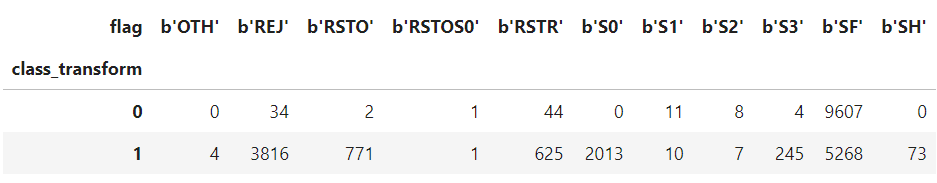 flag b'OTH' b'REJ' b'RSTO' b'RSTOS0' b'RSTR' b'S0' b'S1' b'S2' b'S3' b'SF' b'SH'
class_transform
0 0 34 2 1 44 0 11 8 4 9607 0
1 4 3816 771 1 625 2013 10 7 245 5268 73